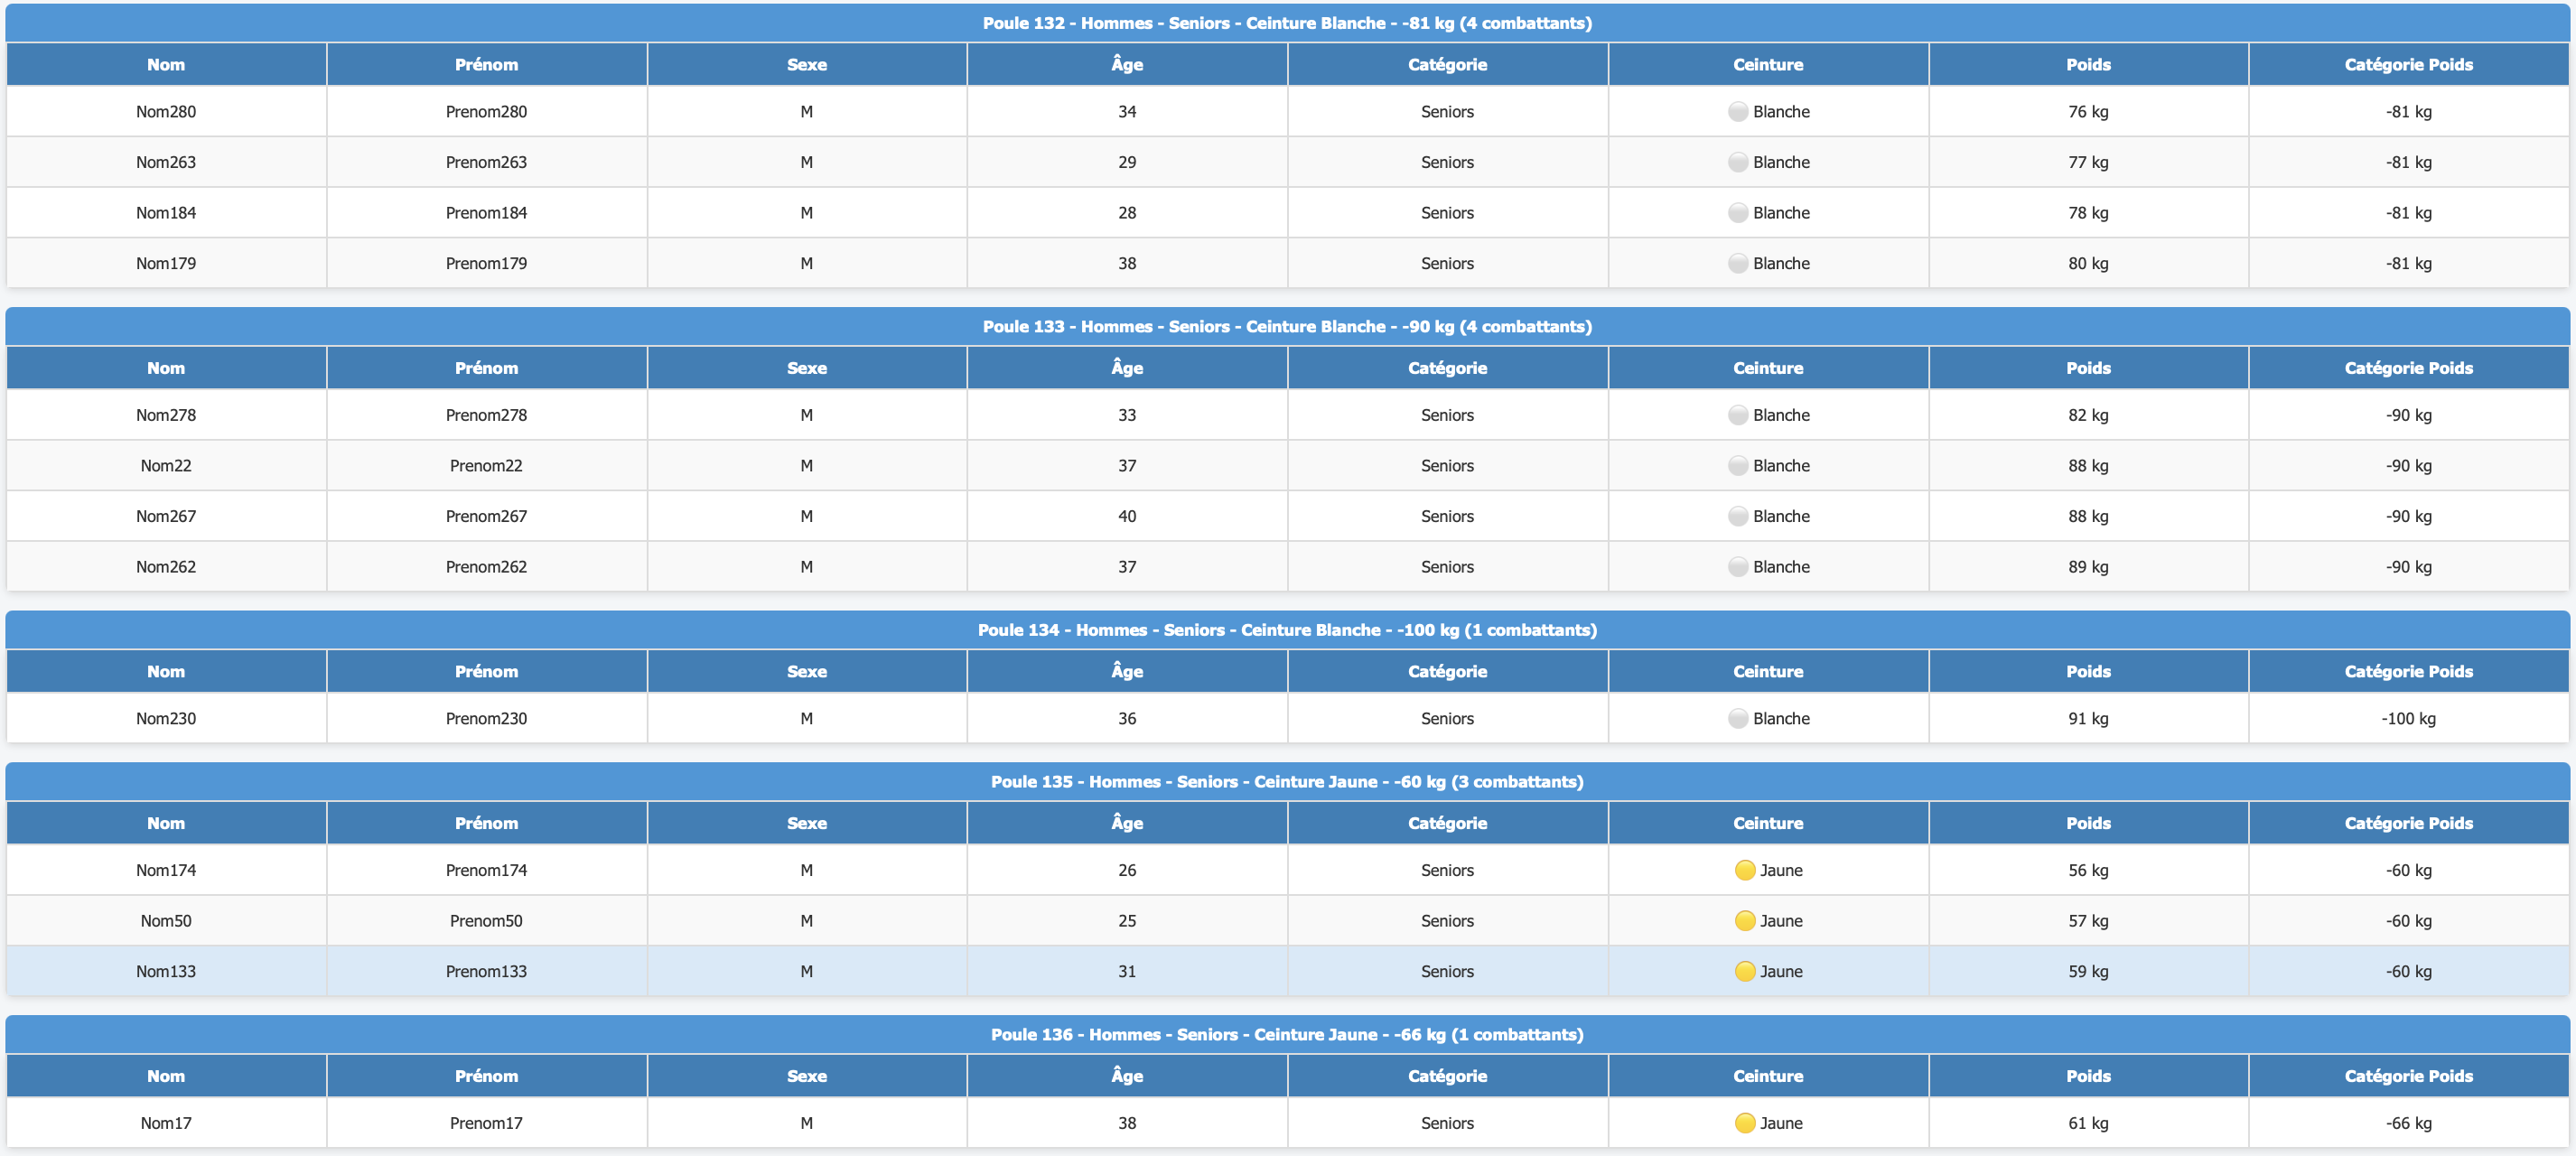 Poule 132 - Hommes - Seniors - Ceinture Blanche - -81 kg (4 combattants)
Nom Prénom Sexe Âge Catégorie Ceinture Poids Catégorie Poids
Nom280 Prenom280 M 34 Seniors Blanche 76 kg -81 kg
Nom263 Prenom263 M 29 Seniors Blanche 77 kg -81 kg
Nom184 Prenom184 M 28 Seniors Blanche 78 kg -81 kg
Nom179 Prenom179 M 38 Seniors Blanche 80 kg -81 kg
Poule 133 - Hommes - Seniors - Ceinture Blanche - -90 kg (4 combattants)
Nom Prénom Sexe Âge Catégorie Ceinture Poids Catégorie Poids
Nom278 Prenom278 M 33 Seniors Blanche 82 kg -90 kg
Nom22 Prenom22 M 37 Seniors Blanche 88 kg -90 kg
Nom267 Prenom267 M 40 Seniors Blanche 88 kg -90 kg
Nom262 Prenom262 M 37 Seniors Blanche 89 kg -90 kg
Poule 134 - Hommes - Seniors - Ceinture Blanche - -100 kg (1 combattants)
Nom Prénom Sexe Âge Catégorie Ceinture Poids Catégorie Poids
Nom230 Prenom230 M 36 Seniors Blanche 91 kg -100 kg
Poule 135 - Hommes - Seniors - Ceinture Jaune - -60 kg (3 combattants)
Nom Prénom Sexe Âge Catégorie Ceinture Poids Catégorie Poids
Nom174 Prenom174 M 26 Seniors Jaune 56 kg -60 kg
Nom50 Prenom50 M 25 Seniors Jaune 57 kg -60 kg
Nom133 Prenom133 M 31 Seniors Jaune 59 kg -60 kg
Poule 136 - Hommes - Seniors - Ceinture Jaune - -66 kg (1 combattants)
Nom Prénom Sexe Âge Catégorie Ceinture Poids Catégorie Poids
Nom17 Prenom17 M 38 Seniors Jaune 61 kg -66 kg